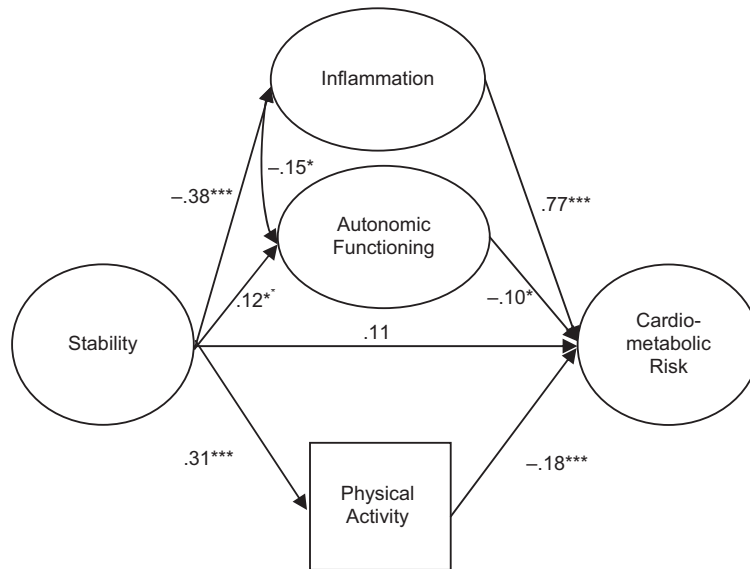 Inflammation
–.15*
–.38***
.77***
Autonomic
Functioning
.12**
–.10*
Stability
.11
Cardio-
metabolic
Risk
.31***
–.18***
Physical
Activity